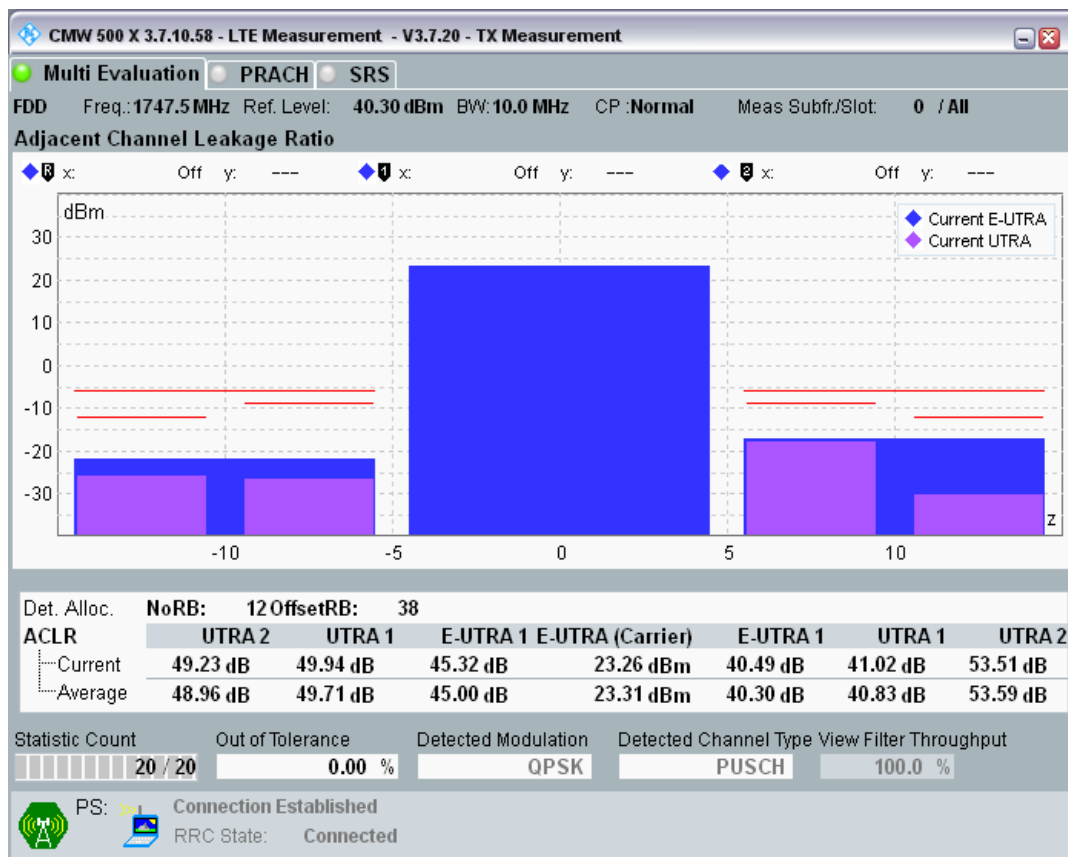 CMW 500 X 3.7.10.58 - LTE Measurement - V3.7.20 - TX Measurement
Multi Evaluation PRACH SRS
FDD Freq.: 1747.5 MHz Ref. Level: 40.30 dBm BW: 10.0 MHz CP :Normal Meas Subfr./Slot: 0 / All
Adjacent Channel Leakage Ratio
R x: Off y: --- 1 x: Off y: --- 2 x: Off y: ---
dBm
Current E-UTRA
Current UTRA
30
20
10
0
-10
-20
-30
z
-10 -5 0 5 10
Det. Alloc. NoRB: 12 OffsetRB: 38
ACLR UTRA 2 UTRA 1 E-UTRA 1 E-UTRA (Carrier) E-UTRA 1 UTRA 1 UTRA 2
Current 49.23 dB 49.94 dB 45.32 dB 23.26 dBm 40.49 dB 41.02 dB 53.51 dB
Average 48.96 dB 49.71 dB 45.00 dB 23.31 dBm 40.30 dB 40.83 dB 53.59 dB
Statistic Count Out of Tolerance Detected Modulation Detected Channel Type View Filter Throughput
20 / 20 0.00 % QPSK PUSCH 100.0 %
PS: Connection Established
RRC State: Connected